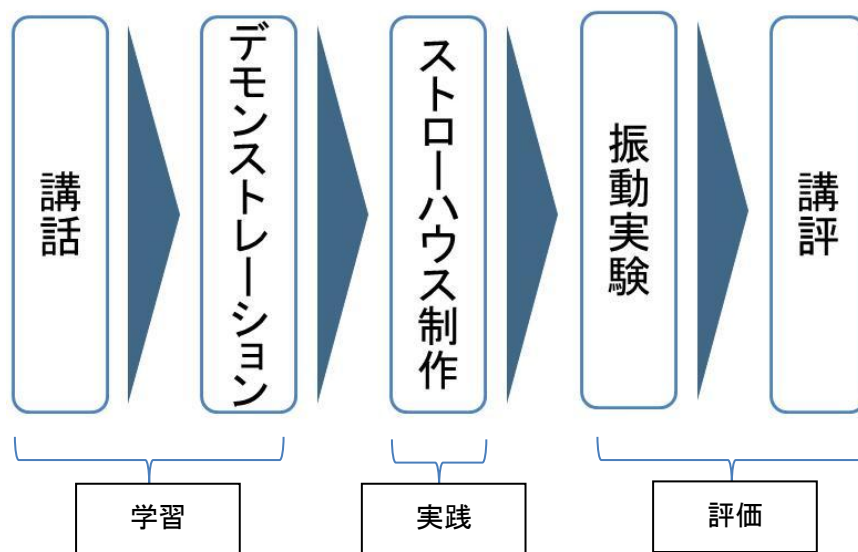 講話
デモンストレーション
ストローハウス制作
振動実験
講評
学習
実践
評価